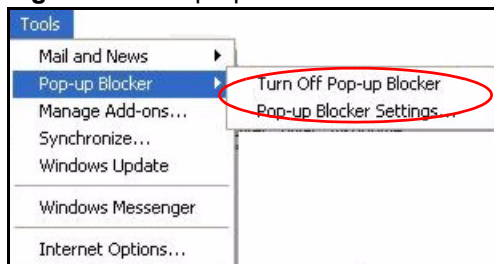 Tools
Mail and News
Pop-up Blocker
Turn Off Pop-up Blocker
Manage Add-ons...
Pop-up Blocker Settings...
Synchronize...
Windows Update
Windows Messenger
Internet Options...